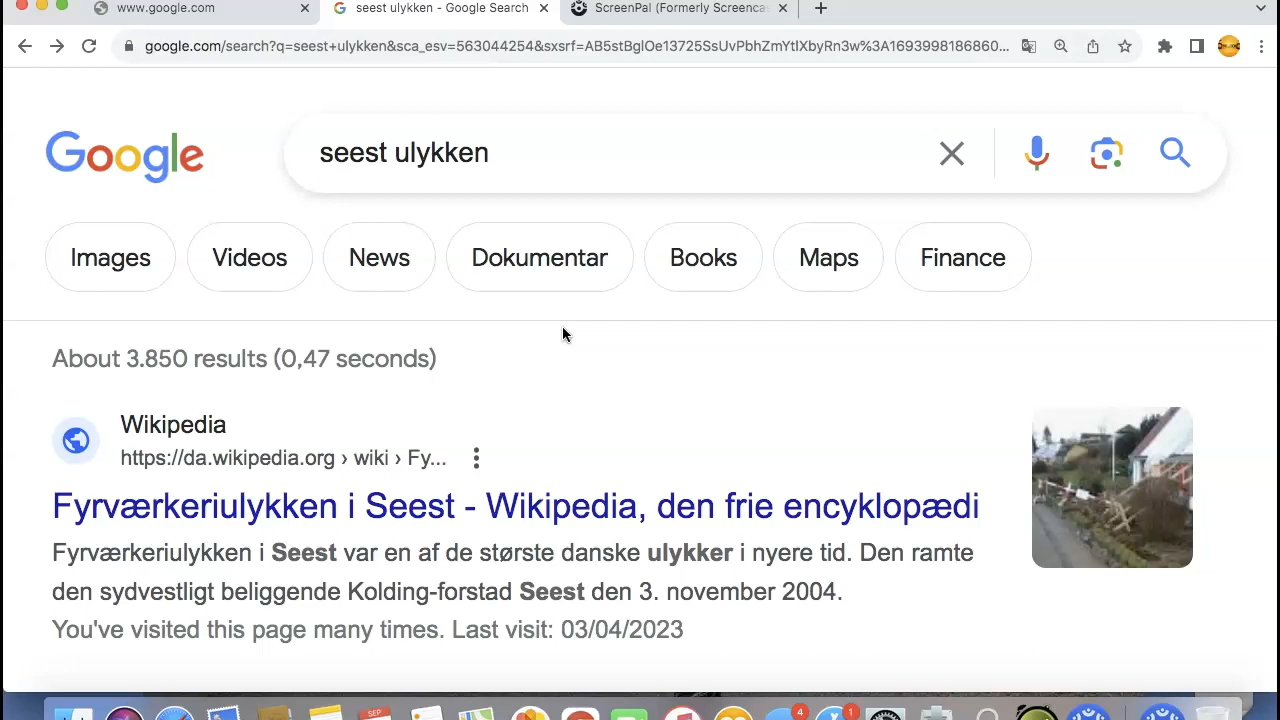 www.google.com
seest ulykken - Google Search
ScreenPal (Formerly Screenca
google.com/search?q=seest+ulykken&sca_esv=563044254&sxsrf=AB5stBglOe13725SsUvPbhZmYtlXbyRn3w%3A1693998186860...
Google
seest ulykken
Images
Videos
News
Dokumentar
Books
Maps
Finance
About 3.850 results (0,47 seconds)
Wikipedia
https://da.wikipedia.org › wiki › Fy...
Fyrværkeriulykken i Seest - Wikipedia, den frie encyklopædi
Fyrværkeriulykken i Seest var en af de største danske ulykker i nyere tid. Den ramte
den sydvestligt beliggende Kolding-forstad Seest den 3. november 2004.
You've visited this page many times. Last visit: 03/04/2023
SEP
4
1